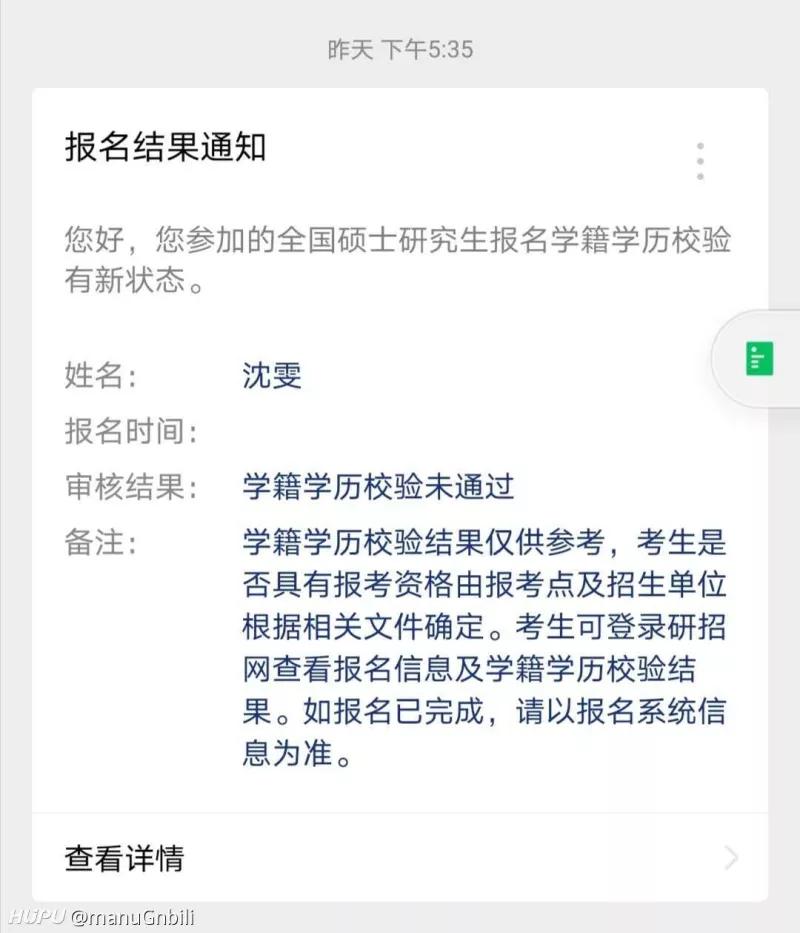 昨天 下午5:35
报名结果通知
您好，您参加的全国硕士研究生报名学籍学历校验
有新状态。
姓名： 沈雯
报名时间：
审核结果： 学籍学历校验未通过
备注： 学籍学历校验结果仅供参考，考生是
否具有报考资格由报考点及招生单位
根据相关文件确定。考生可登录研招
网查看报名信息及学籍学历校验结
果。如报名已完成，请以报名系统信
息为准。
查看详情
HUPU @manuGnbili